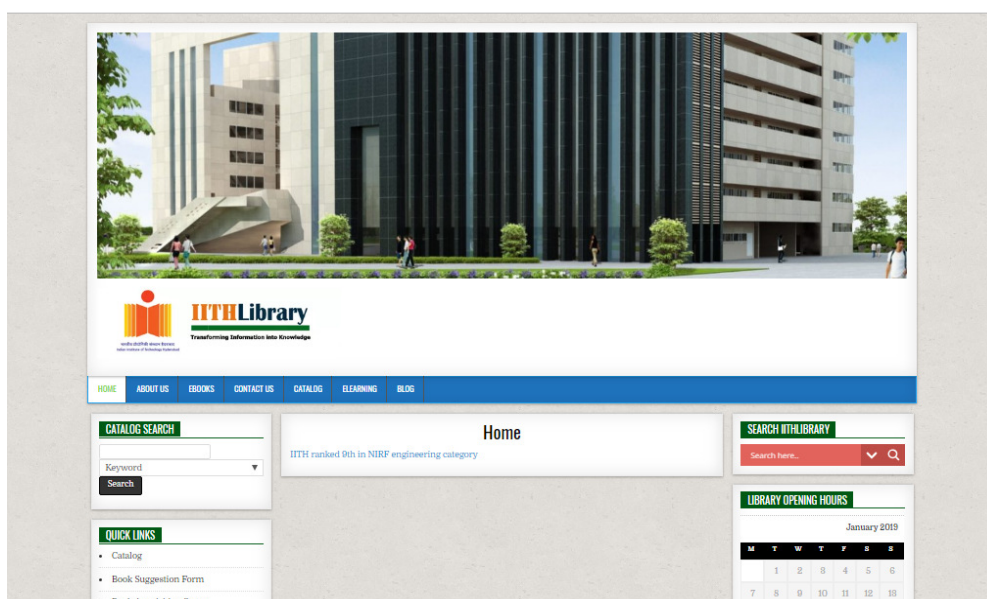 IITHLibrary
Transforming Information into Knowledge
HOME ABOUT US EBOOKS CONTACT US CATALOG ELEARNING BLOG
CATALOG SEARCH
Keyword
Search
QUICK LINKS
Catalog
Book Suggestion Form
Home
IITH ranked 9th in NIRF engineering category
SEARCH IITHLIBRARY
Search here..
LIBRARY OPENING HOURS
January 2019
M T W T F S S
1 2 3 4 5 6
7 8 9 10 11 12 13